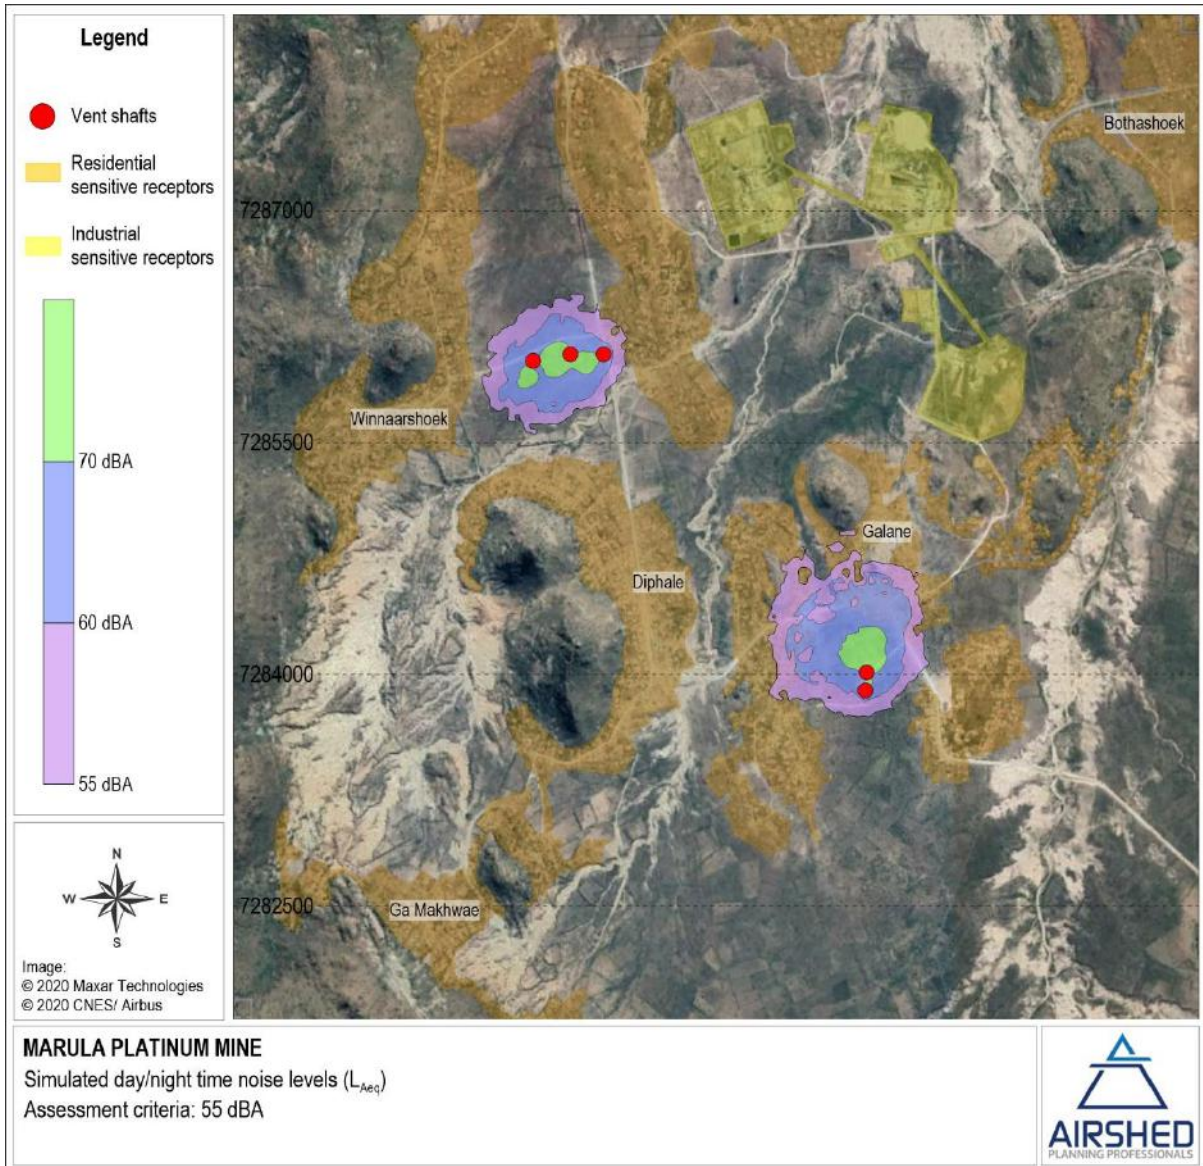 Legend
Vent shafts
Residential
sensitive receptors
Industrial
sensitive receptors
70 dBA
60 dBA
55 dBA
N
W E
S
Image:
© 2020 Maxar Technologies
© 2020 CNES/ Airbus
Bothashoek
7287000
Winnaarshoek
7285500
Galane
Diphale
7284000
7282500
Ga Makhwae
MARULA PLATINUM MINE
Simulated day/night time noise levels (LAeq)
Assessment criteria: 55 dBA
AIRSHED
PLANNING PROFESSIONALS